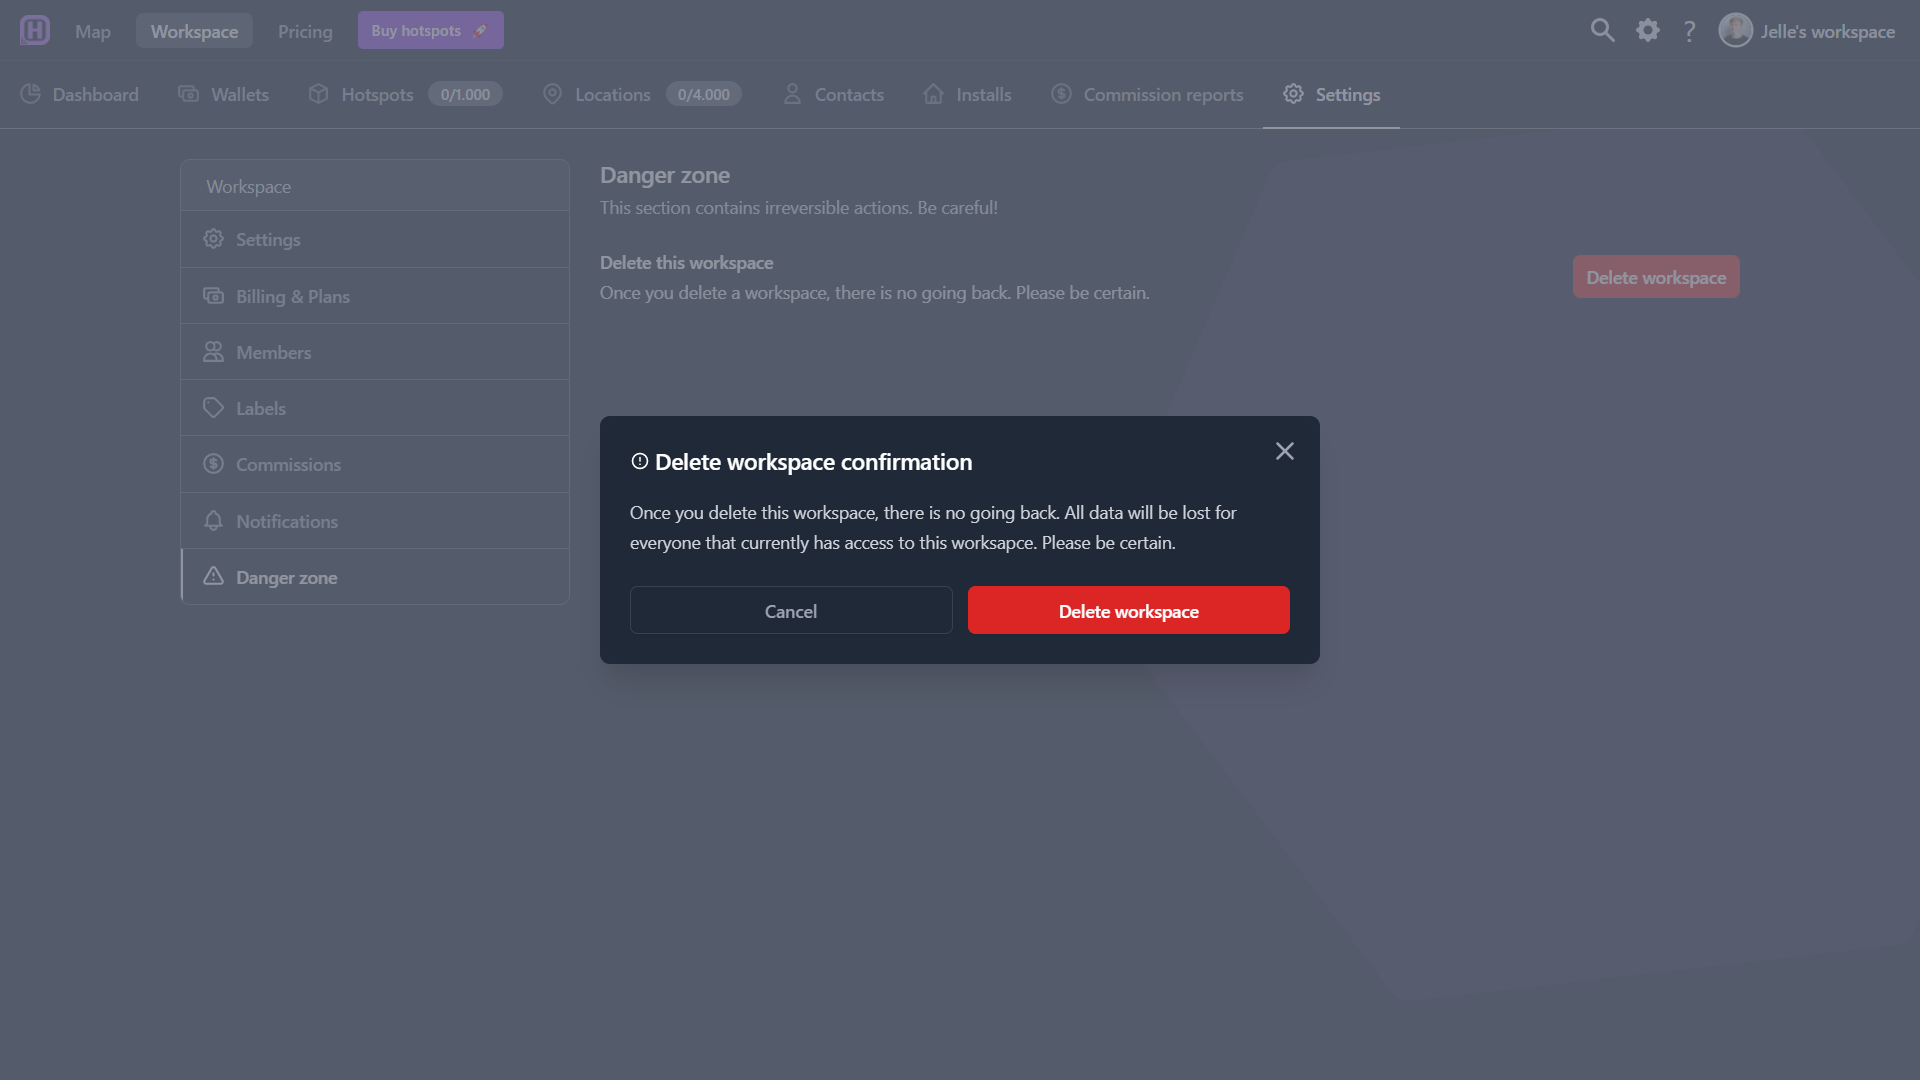 H Map Workspace Pricing Buy hotspots ? Jelle's workspace
Dashboard Wallets Hotspots 0/1.000 Locations 0/4.000 Contacts Installs Commission reports Settings
Workspace
Settings
Billing & Plans
Members
Labels
Commissions
Notifications
Danger zone
Danger zone
This section contains irreversible actions. Be careful!
Delete this workspace
Once you delete a workspace, there is no going back. Please be certain.
Delete workspace
Delete workspace confirmation
Once you delete this workspace, there is no going back. All data will be lost for
everyone that currently has access to this worksapce. Please be certain.
Cancel Delete workspace